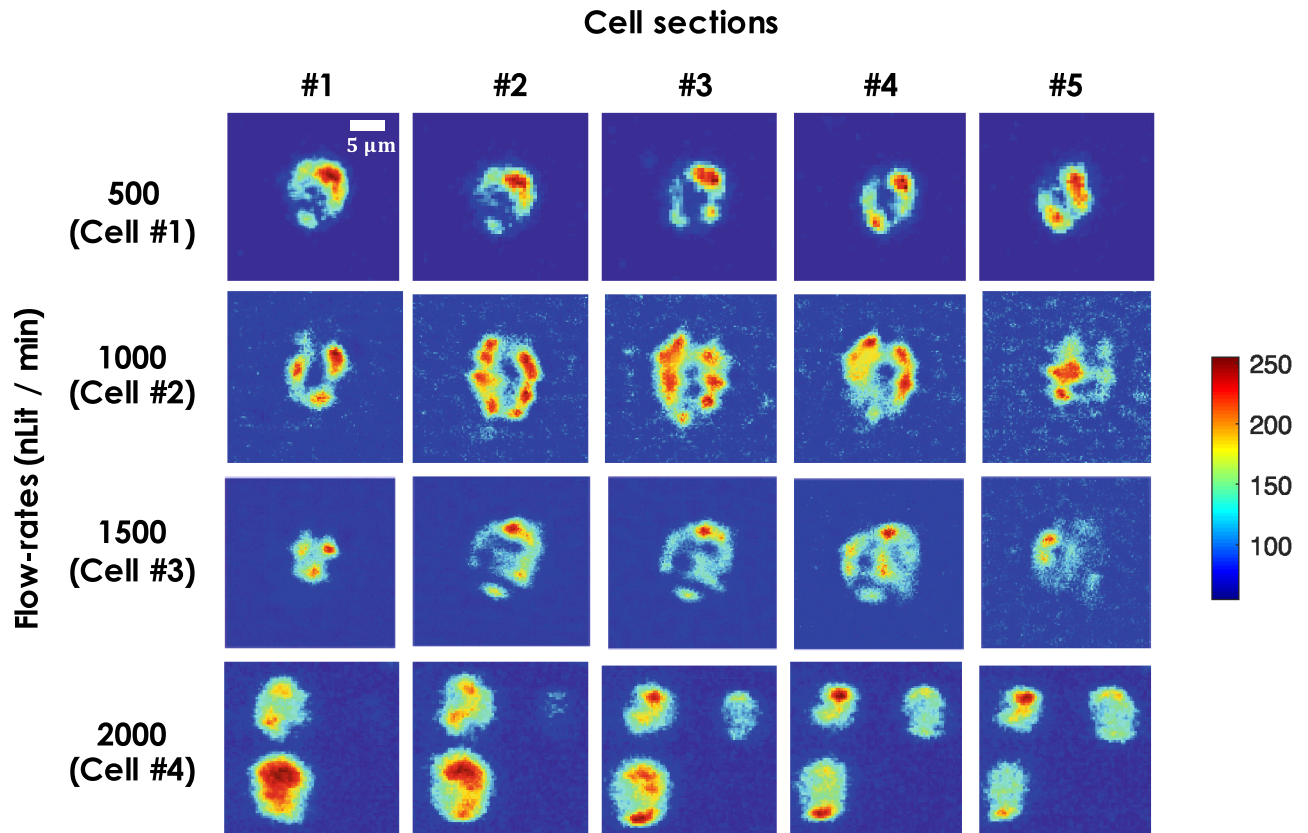 Cell sections
#1 #2 #3 #4 #5
5 μm
500
(Cell #1)
1000
(Cell #2)
1500
(Cell #3)
2000
(Cell #4)
Flow-rates (nLit / min)
250
200
150
100